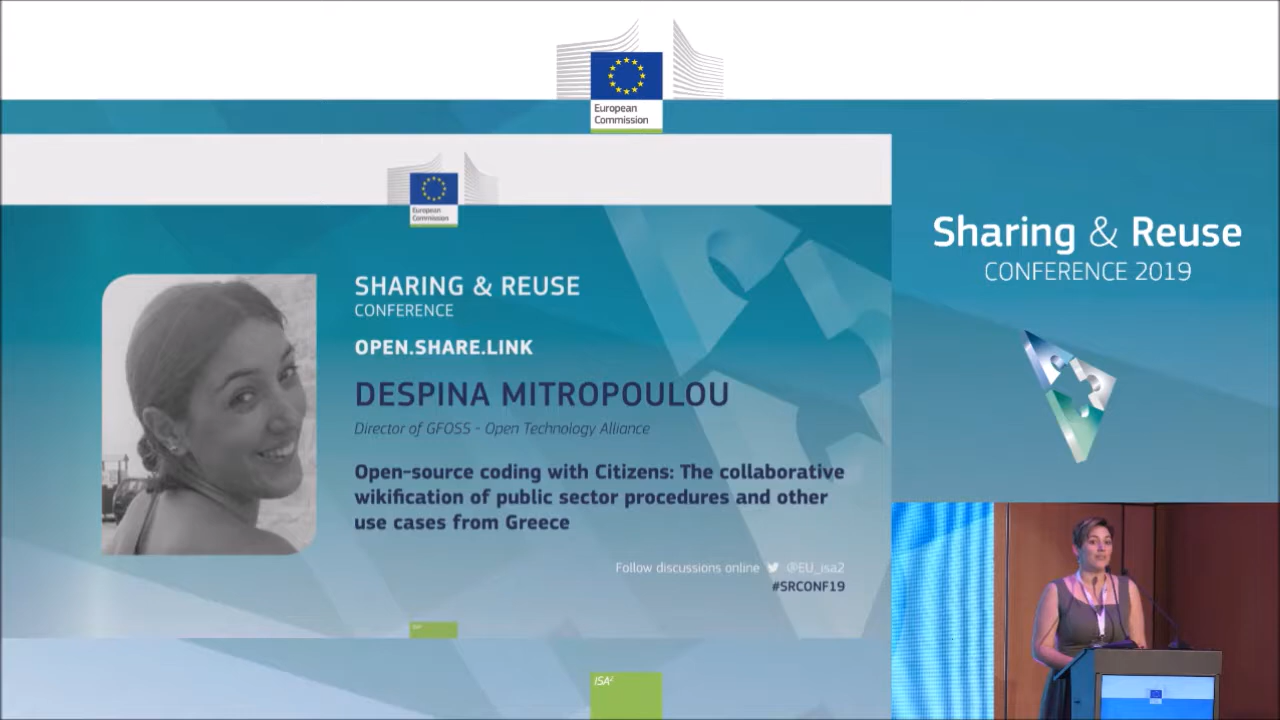 European
Commission
European
Commission
SHARING & REUSE
CONFERENCE
OPEN.SHARE.LINK
DESPINA MITROPOULOU
Director of GFOSS - Open Technology Alliance
Open-source coding with Citizens: The collaborative
wikification of public sector procedures and other
use cases from Greece
Follow discussions online @EU_isa2
#SRCONF19
ISA²
Sharing & Reuse
CONFERENCE 2019